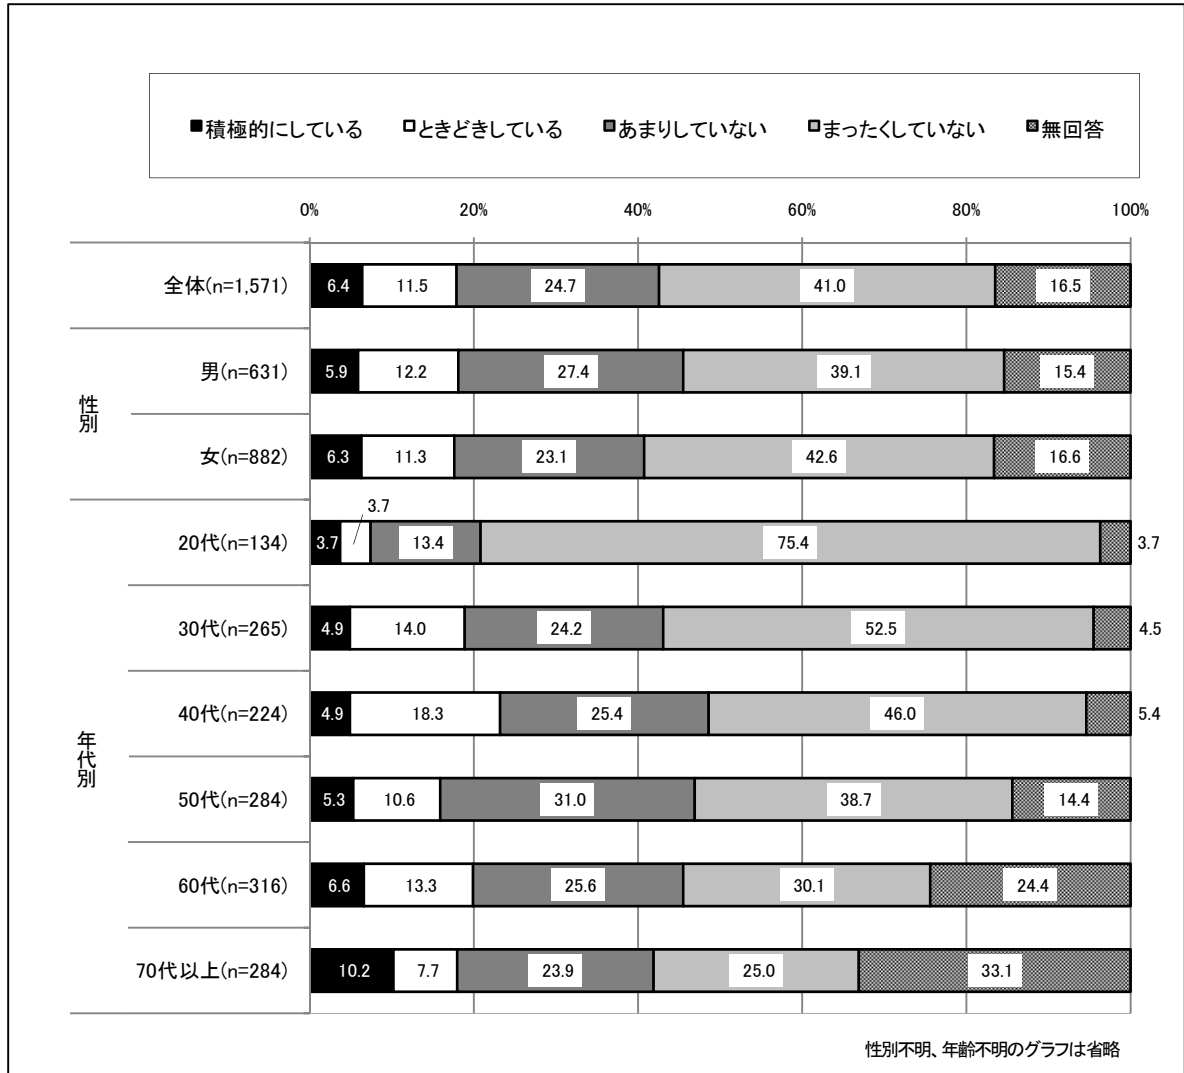 ■積極的にしている □ときどきしている ■あまりしていない ■まったくしていない ■無回答
0% 20% 40% 60% 80% 100%
全体(n=1,571) 6.4 11.5 24.7 41.0 16.5
性別
男(n=631) 5.9 12.2 27.4 39.1 15.4
女(n=882) 6.3 11.3 23.1 42.6 16.6
年代別
20代(n=134) 3.7 3.7 13.4 75.4 3.7
30代(n=265) 4.9 14.0 24.2 52.5 4.5
40代(n=224) 4.9 18.3 25.4 46.0 5.4
50代(n=284) 5.3 10.6 31.0 38.7 14.4
60代(n=316) 6.6 13.3 25.6 30.1 24.4
70代以上(n=284) 10.2 7.7 23.9 25.0 33.1
性別不明、年齢不明のグラフは省略